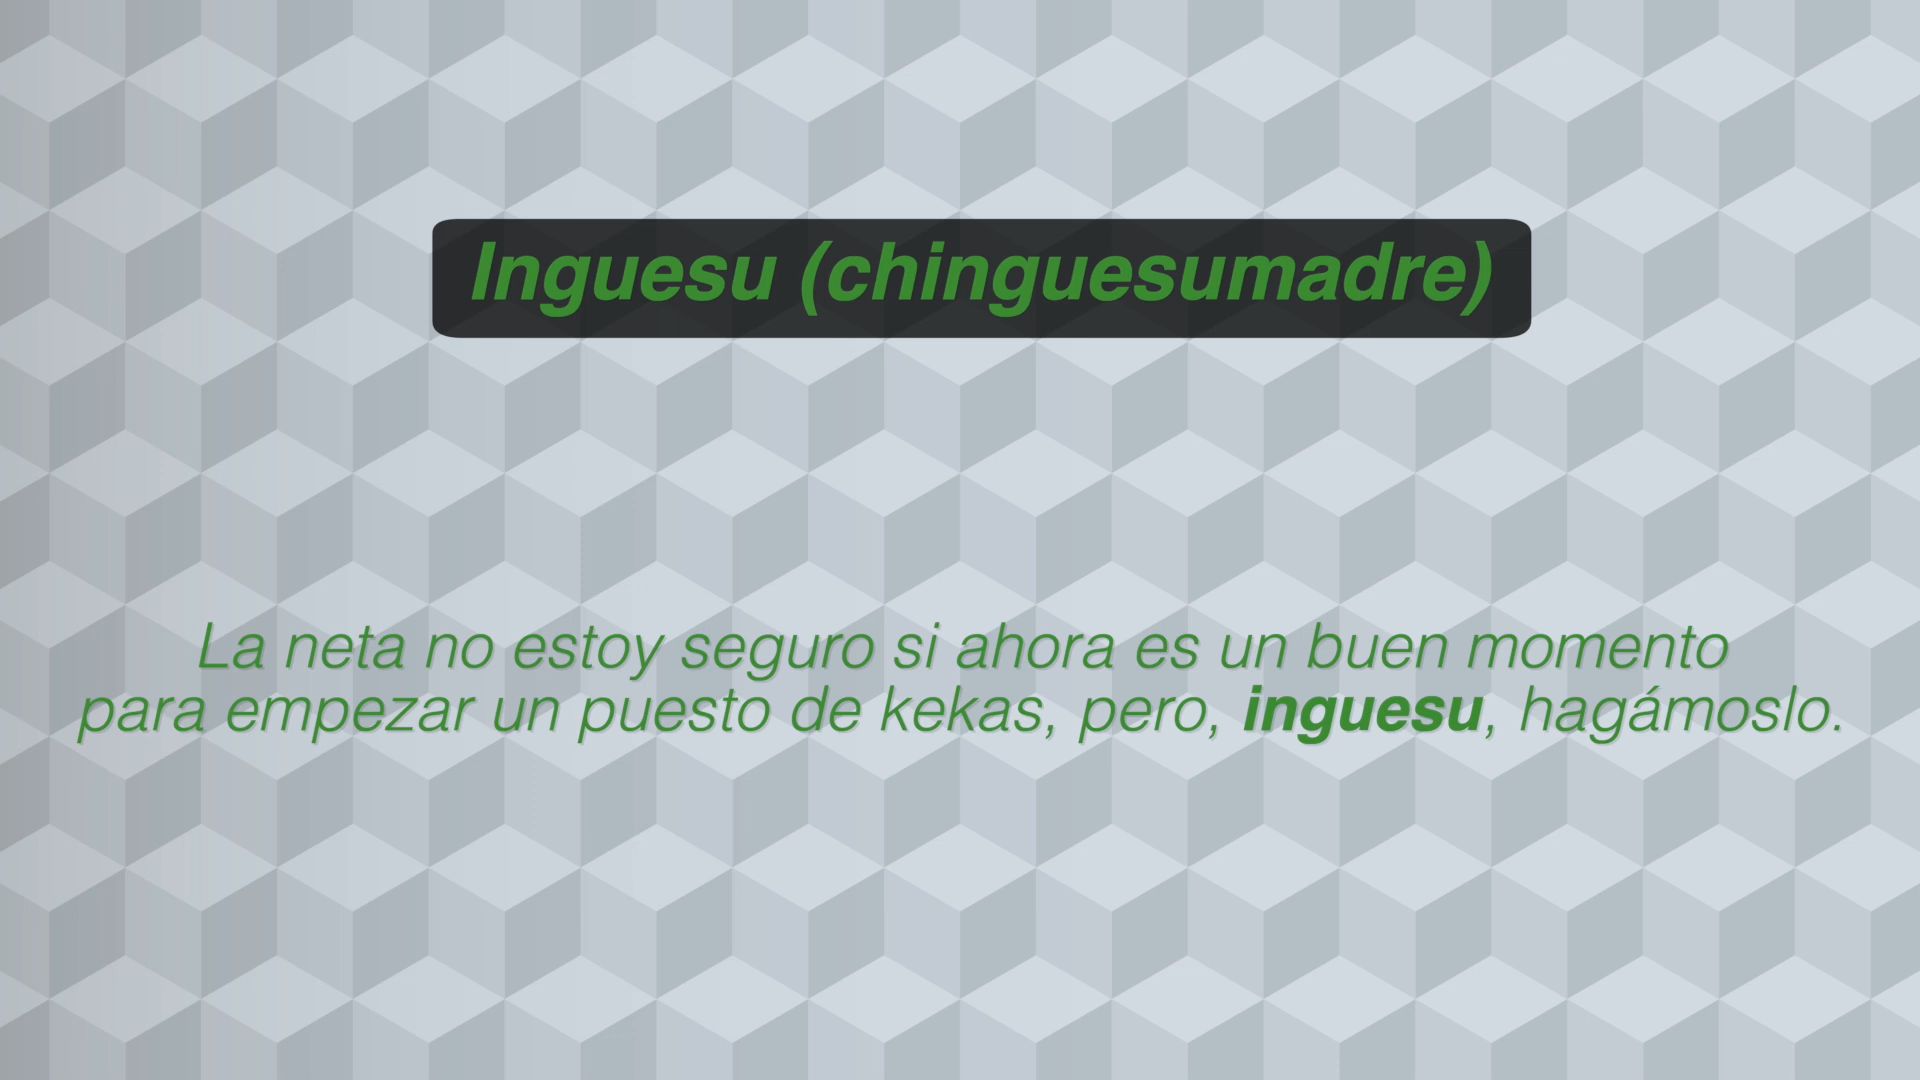 Inguesu (chinguesumadre)
La neta no estoy seguro si ahora es un buen momento
para empezar un puesto de kekas, pero, inguesu, hagámoslo.